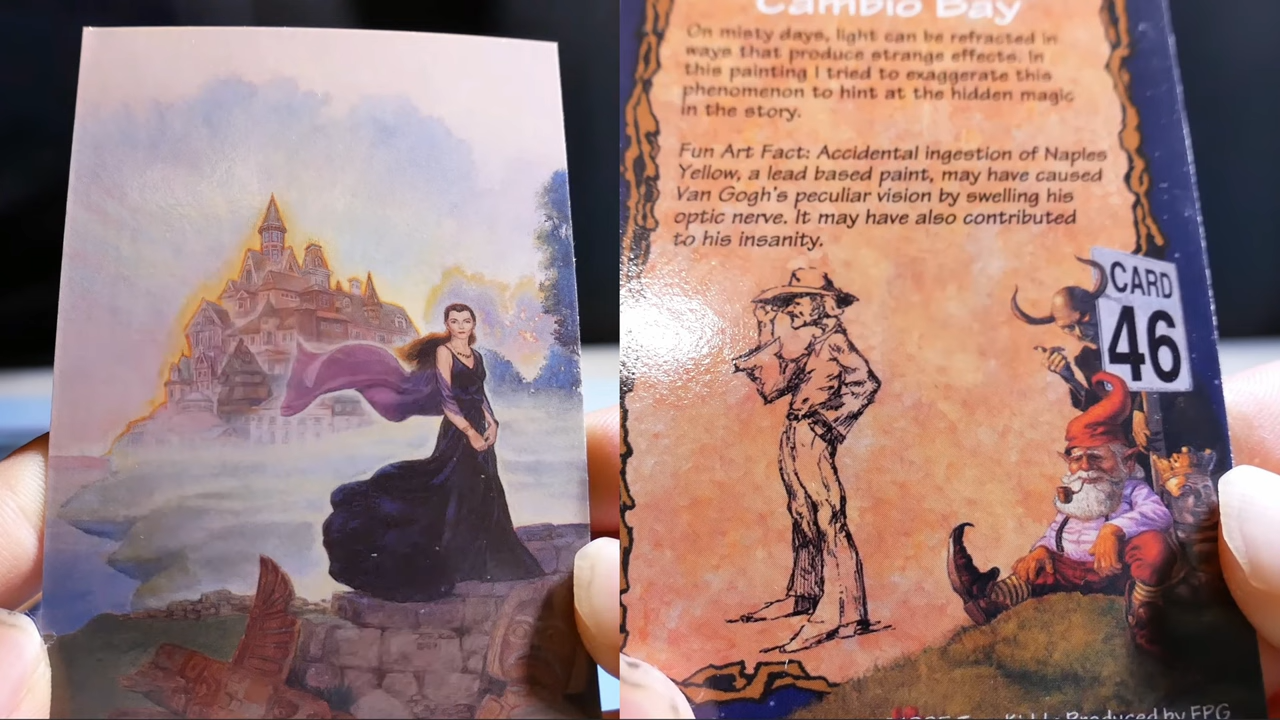 Cambio Bay
On misty days, light can be refracted in
ways that produce strange effects. In
this painting I tried to exaggerate this
phenomenon to hint at the hidden magic
in the story.
Fun Art Fact: Accidental ingestion of Naples
Yellow, a lead based paint, may have caused
Van Gogh's peculiar vision by swelling his
optic nerve. It may have also contributed
to his insanity.
CARD
46
Produced by FPG